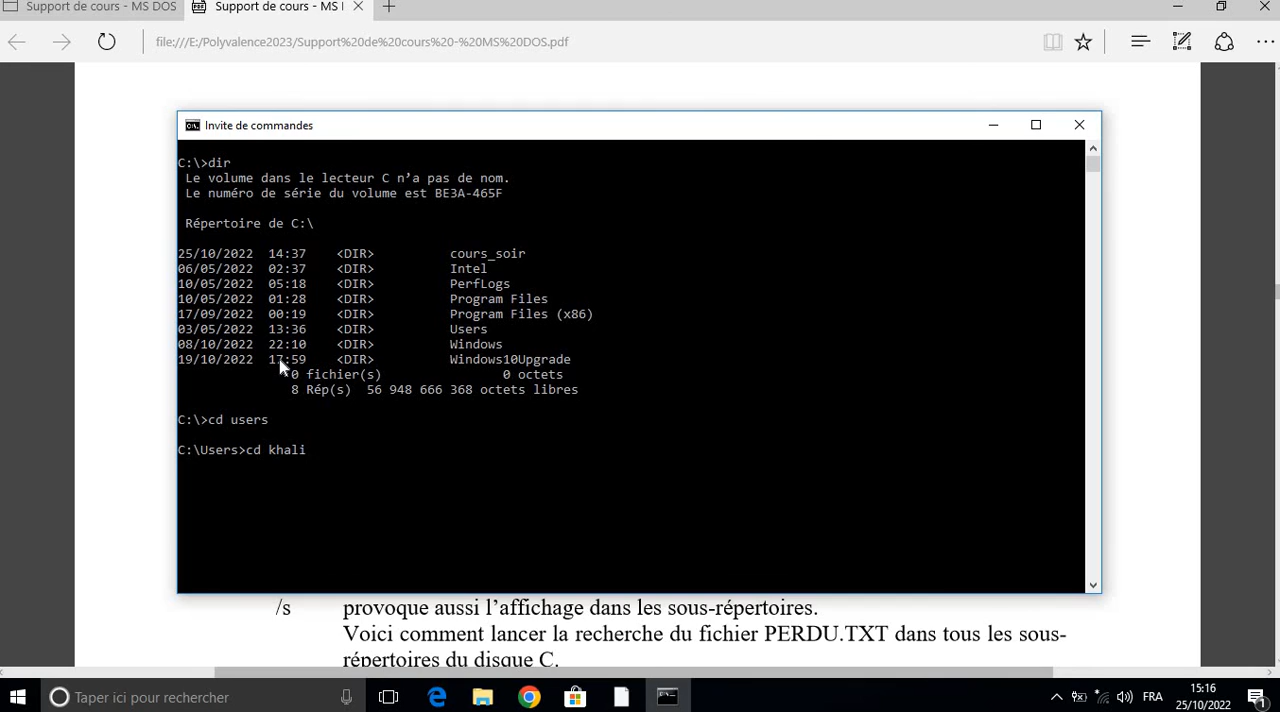 Support de cours - MS DOS
Support de cours - MS
file:///E:/Polyvalence2023/Support%20de%20cours%20-%20MS%20DOS.pdf
Invite de commandes
C:\>dir
Le volume dans le lecteur C n’a pas de nom.
Le numéro de série du volume est BE3A-465F
Répertoire de C:\
25/10/2022 14:37 <DIR> cours_soir
06/05/2022 02:37 <DIR> Intel
10/05/2022 05:18 <DIR> PerfLogs
10/05/2022 01:28 <DIR> Program Files
17/09/2022 00:19 <DIR> Program Files (x86)
03/05/2022 13:36 <DIR> Users
08/10/2022 22:10 <DIR> Windows
19/10/2022 17:59 <DIR> Windows10Upgrade
0 fichier(s) 0 octets
8 Rép(s) 56 948 666 368 octets libres
C:\>cd users
C:\Users>cd khali
/s provoque aussi l’affichage dans les sous-répertoires.
Voici comment lancer la recherche du fichier PERDU.TXT dans tous les sous-
répertoires du disque C.
Taper ici pour rechercher
FRA
15:16
25/10/2022
1